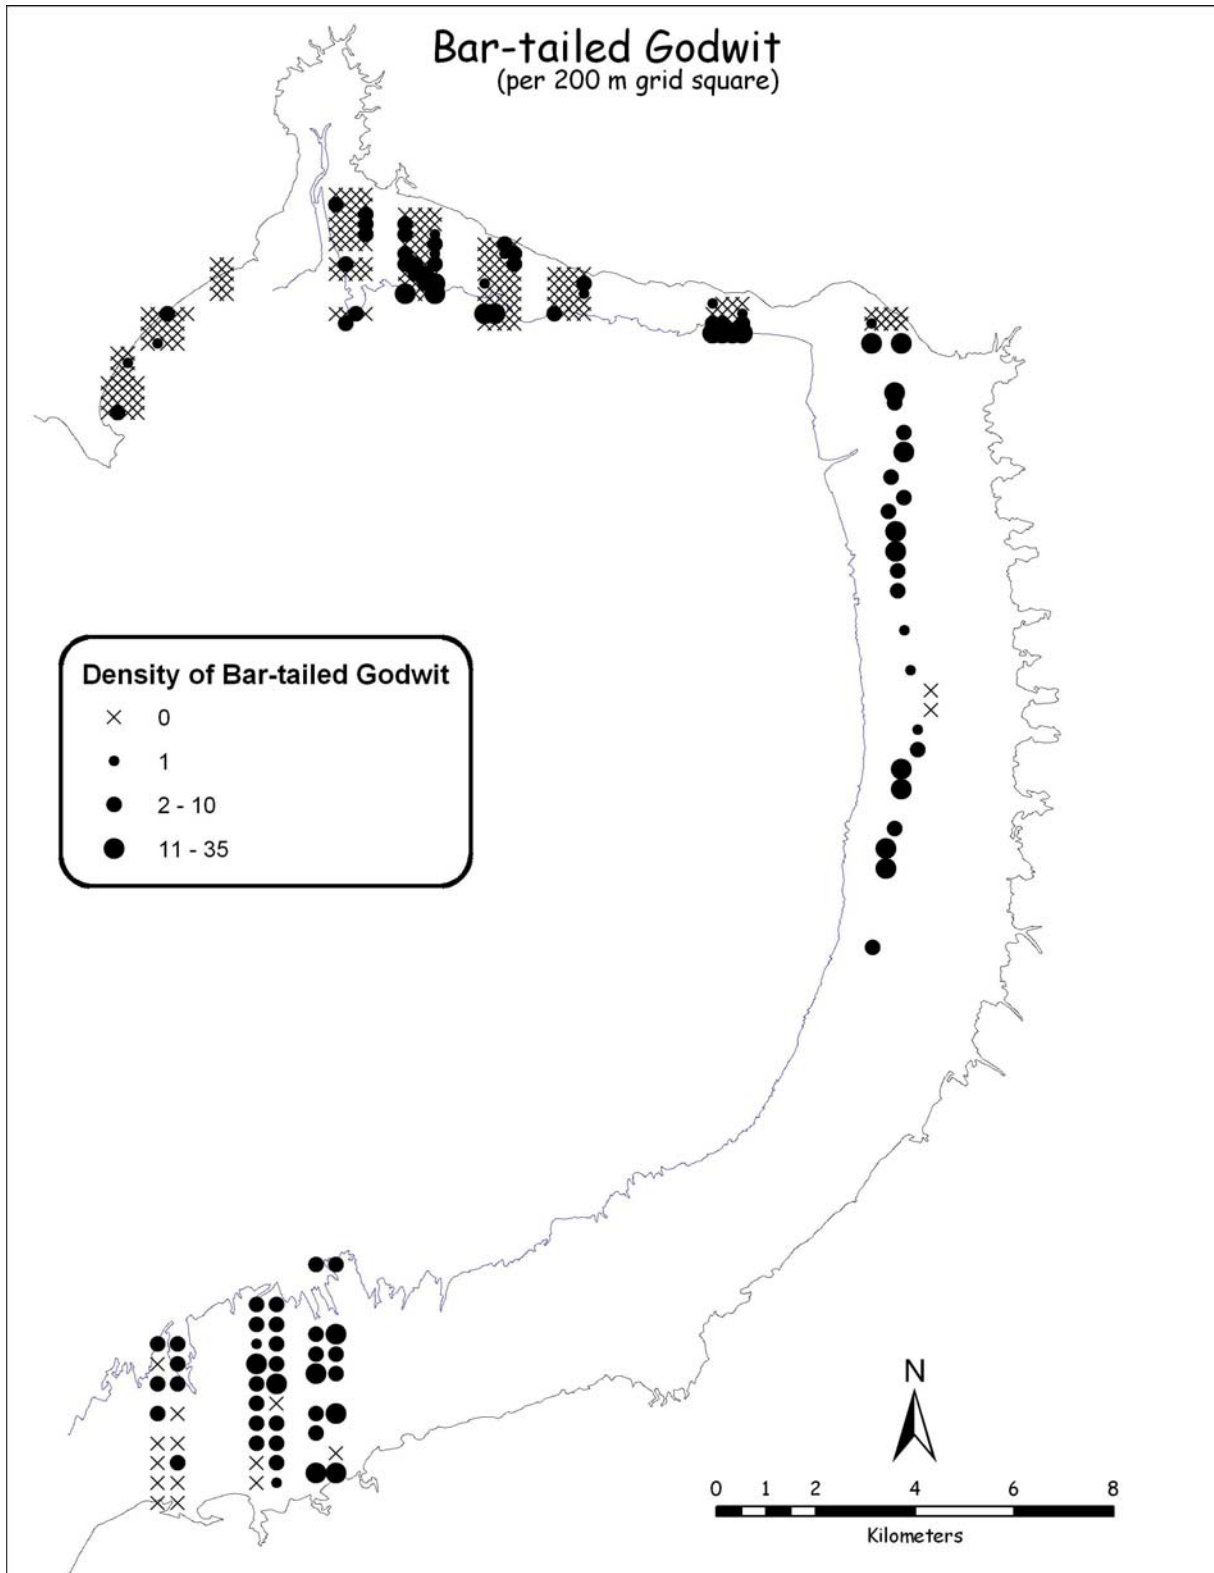 Bar-tailed Godwit
(per 200 m grid square)
Density of Bar-tailed Godwit
0
1
2 - 10
11 - 35
N
0 1 2 4 6 8
Kilometers